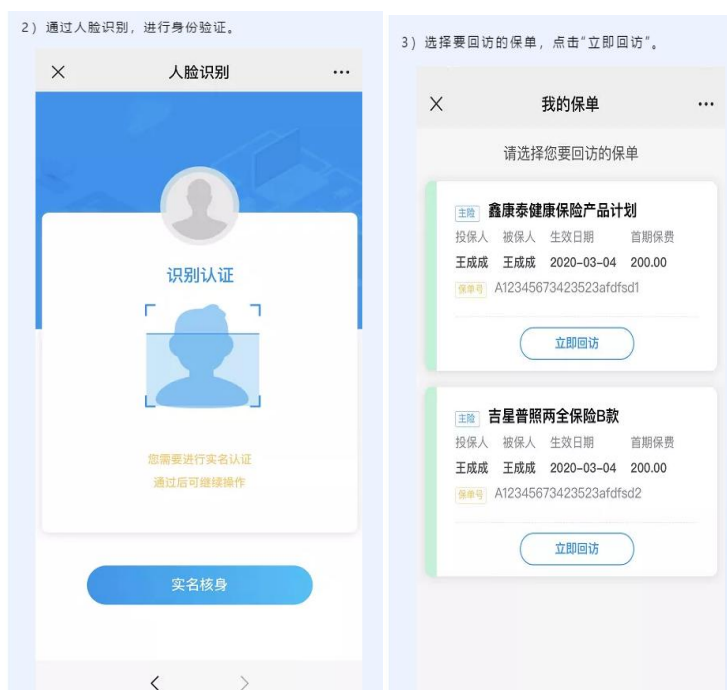 2）通过人脸识别，进行身份验证。
人脸识别
识别认证
您需要进行实名认证
通过后可继续操作
实名核身
3）选择要回访的保单，点击“立即回访”。
我的保单
请选择您要回访的保单
主险 鑫康泰健康保险产品计划
投保人 被保人 生效日期 首期保费
王成成 王成成 2020-03-04 200.00
保单号 A12345673423523afdfsd1
立即回访
主险 吉星普照两全保险B款
投保人 被保人 生效日期 首期保费
王成成 王成成 2020-03-04 200.00
保单号 A12345673423523afdfsd2
立即回访